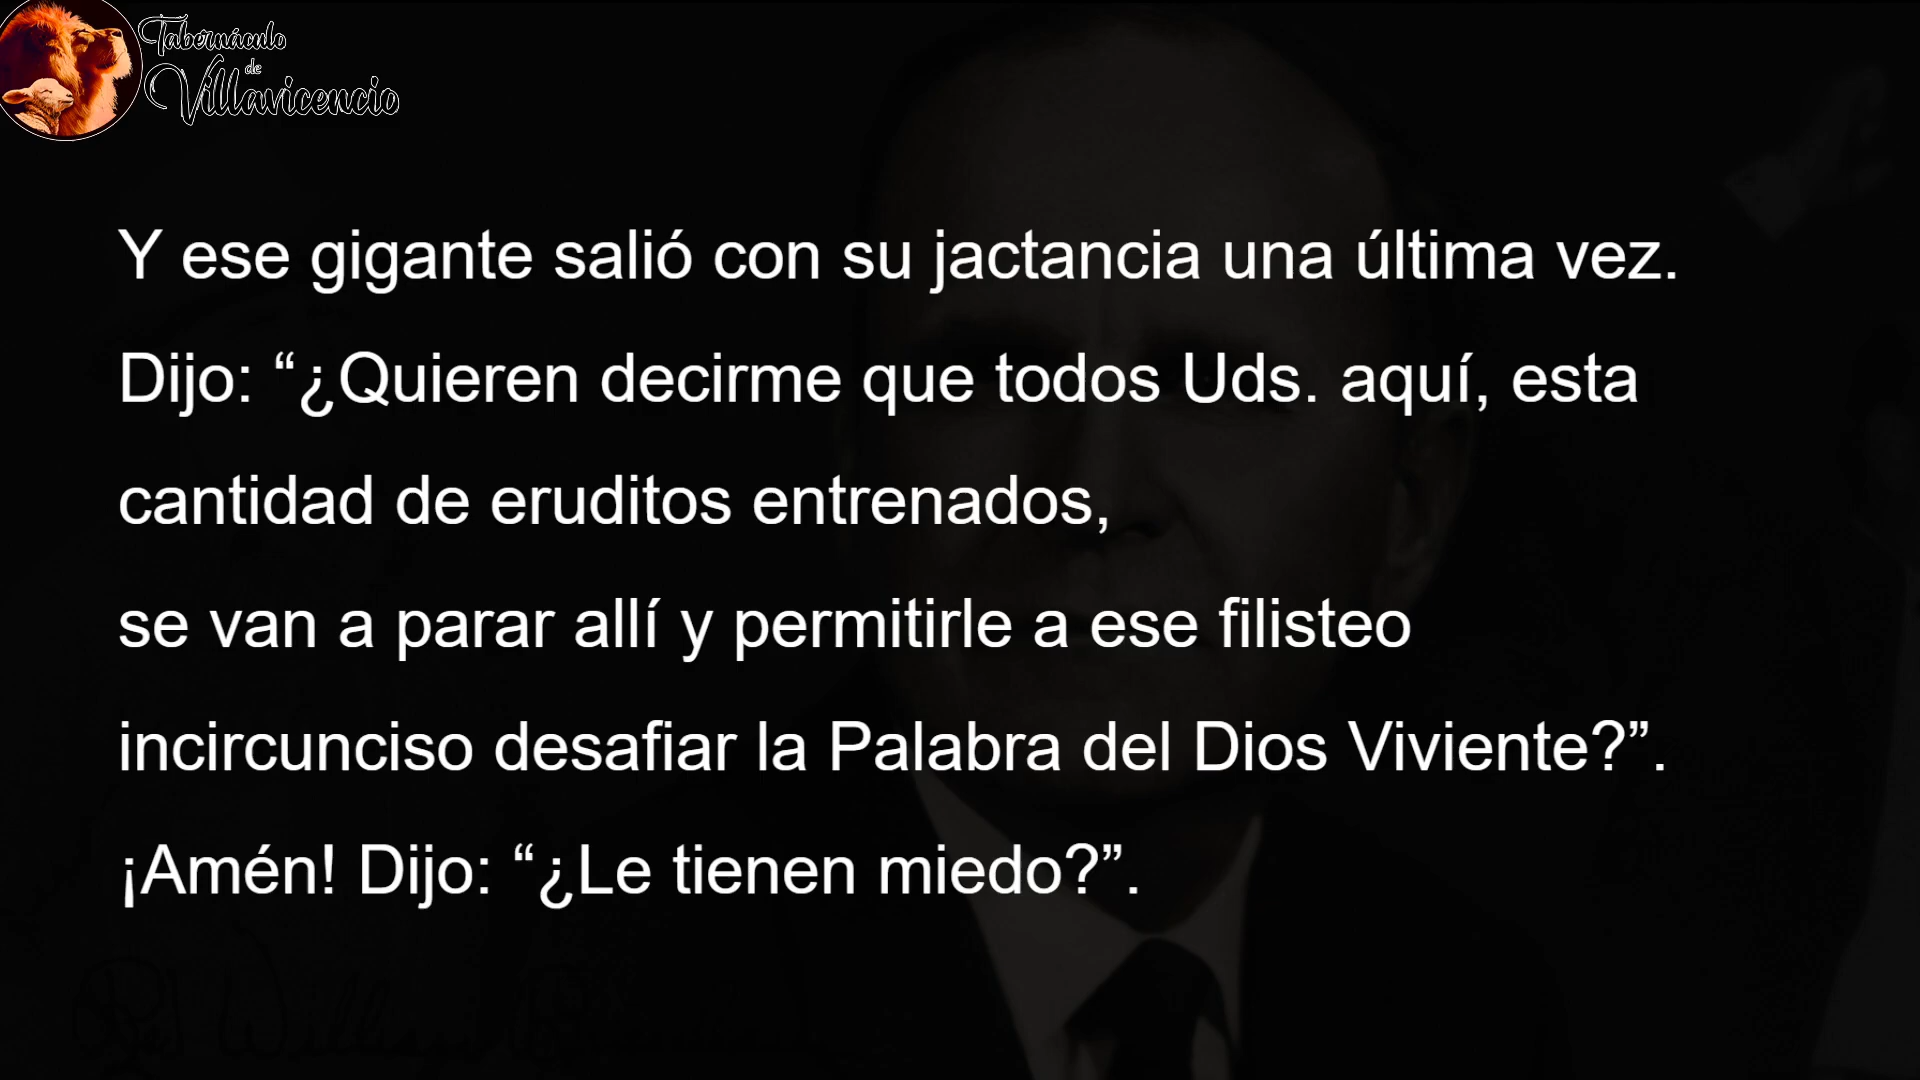 Tabernáculo
de
Villavicencio
Y ese gigante salió con su jactancia una última vez.
Dijo: “¿Quieren decirme que todos Uds. aquí, esta
cantidad de eruditos entrenados,
se van a parar allí y permitirle a ese filisteo
incircunciso desafiar la Palabra del Dios Viviente?”.
¡Amén! Dijo: “¿Le tienen miedo?”.